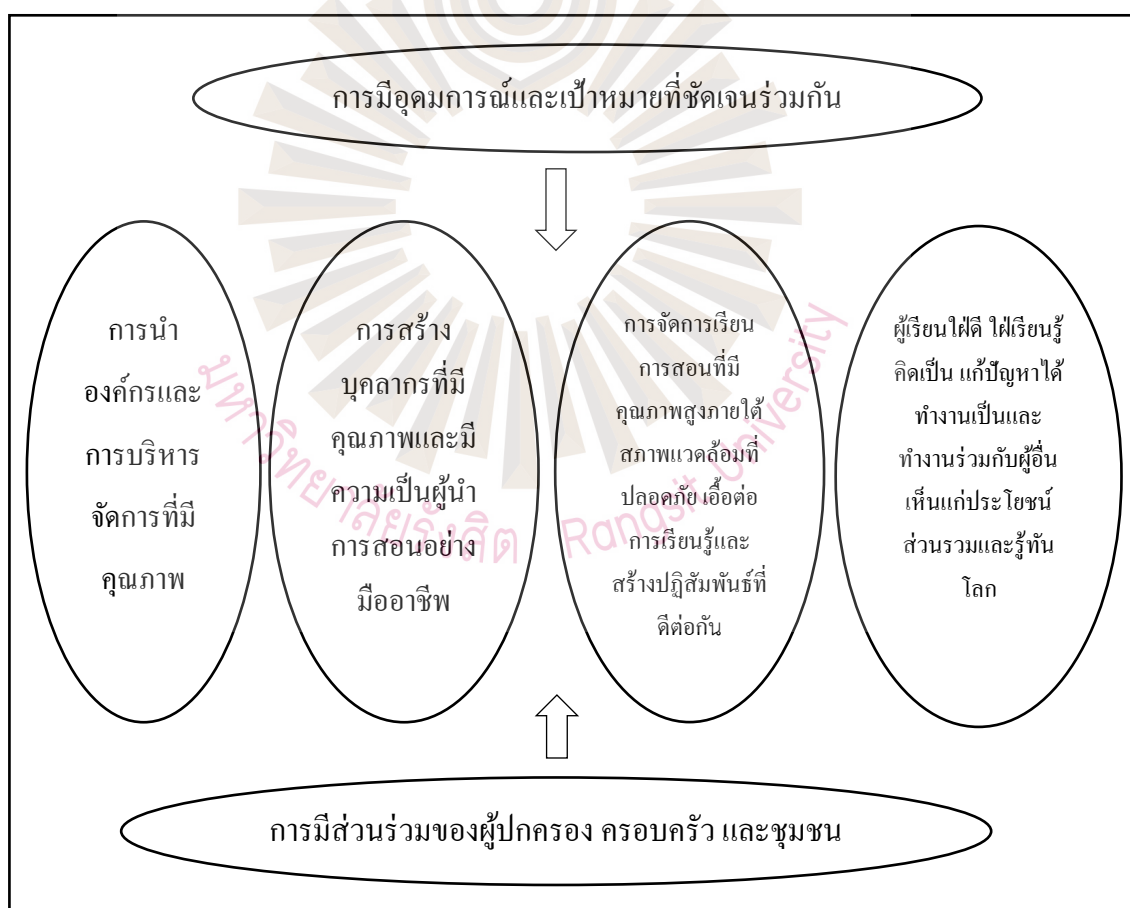 การมีอุดมการณ์และเป้าหมายที่ชัดเจนร่วมกัน
การนำ
องค์กรและ
การบริหาร
จัดการที่มี
คุณภาพ
การสร้าง
บุคลากรที่มี
คุณภาพและมี
ความเป็นผู้นำ
การสอนอย่าง
มืออาชีพ
การจัดการเรียน
การสอนที่มี
คุณภาพสูงภายใต้
สภาพแวดล้อมที่
ปลอดภัย เอื้อต่อ
การเรียนรู้และ
สร้างปฏิสัมพันธ์ที่
ดีต่อกัน
ผู้เรียนใฝ่ดี ใฝ่เรียนรู้
คิดเป็น แก้ปัญหาได้
ทำงานเป็นและ
ทำงานร่วมกับผู้อื่น
เห็นแก่ประโยชน์
ส่วนรวมและรู้ทัน
โลก
มหาวิทยาลัยรังสิต Rangsit University
การมีส่วนร่วมของผู้ปกครอง ครอบครัว และชุมชน